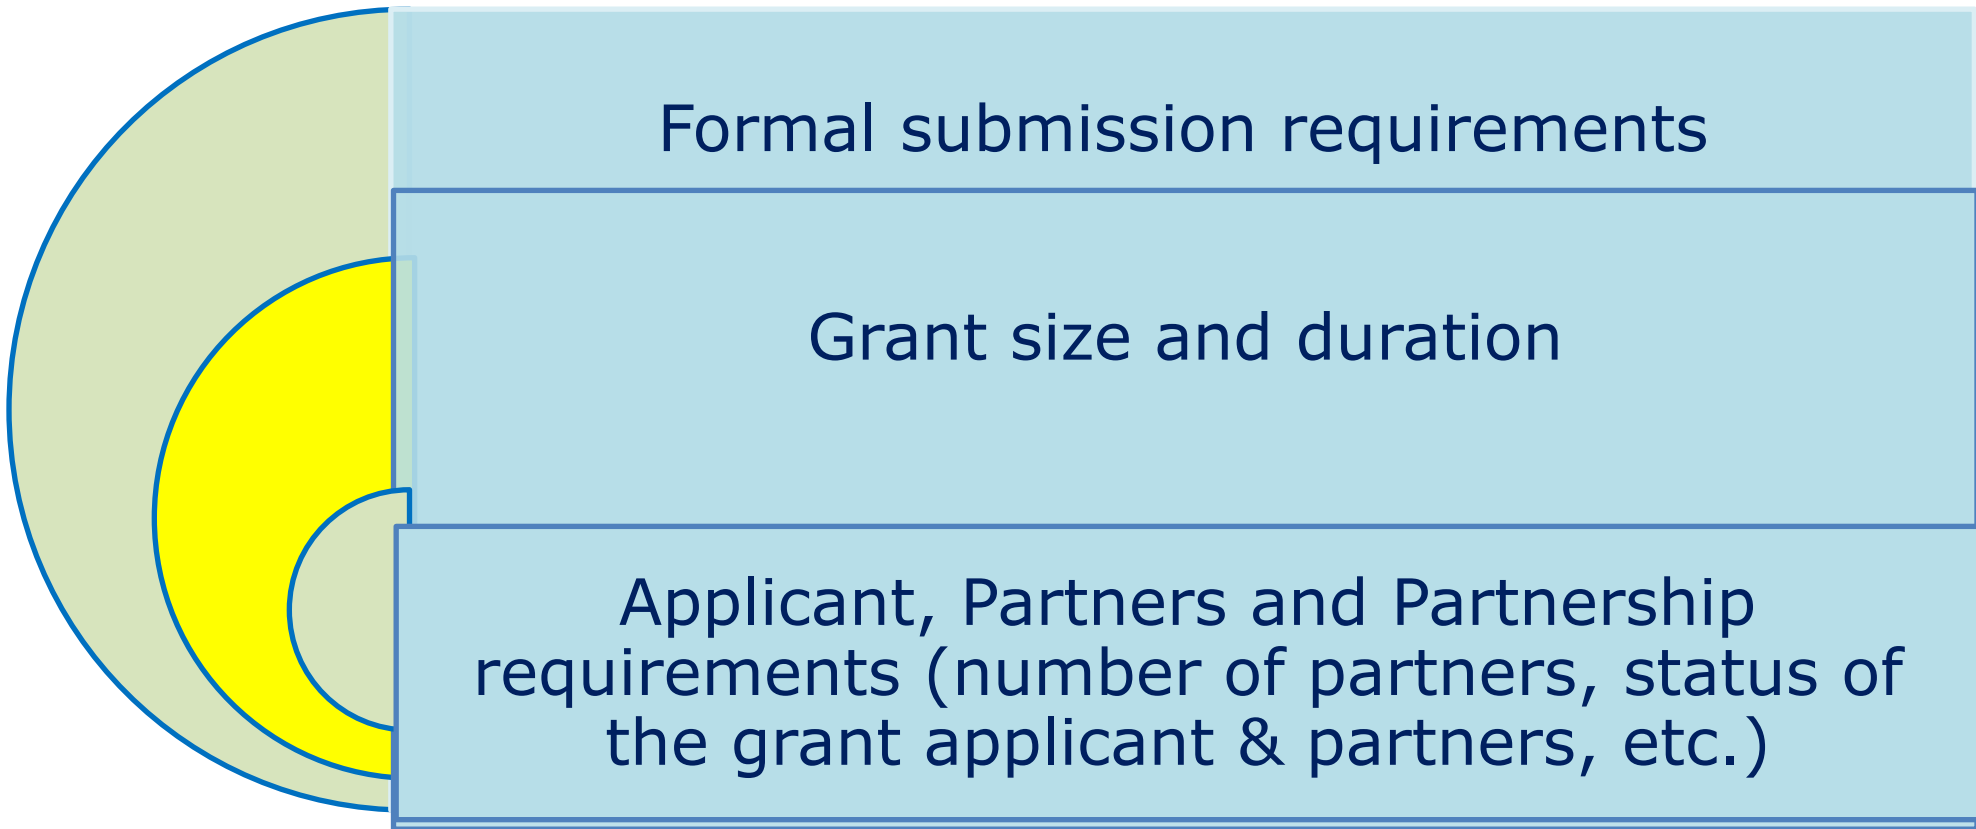 Formal submission requirements
Grant size and duration
Applicant, Partners and Partnership
requirements (number of partners, status of
the grant applicant & partners, etc.)